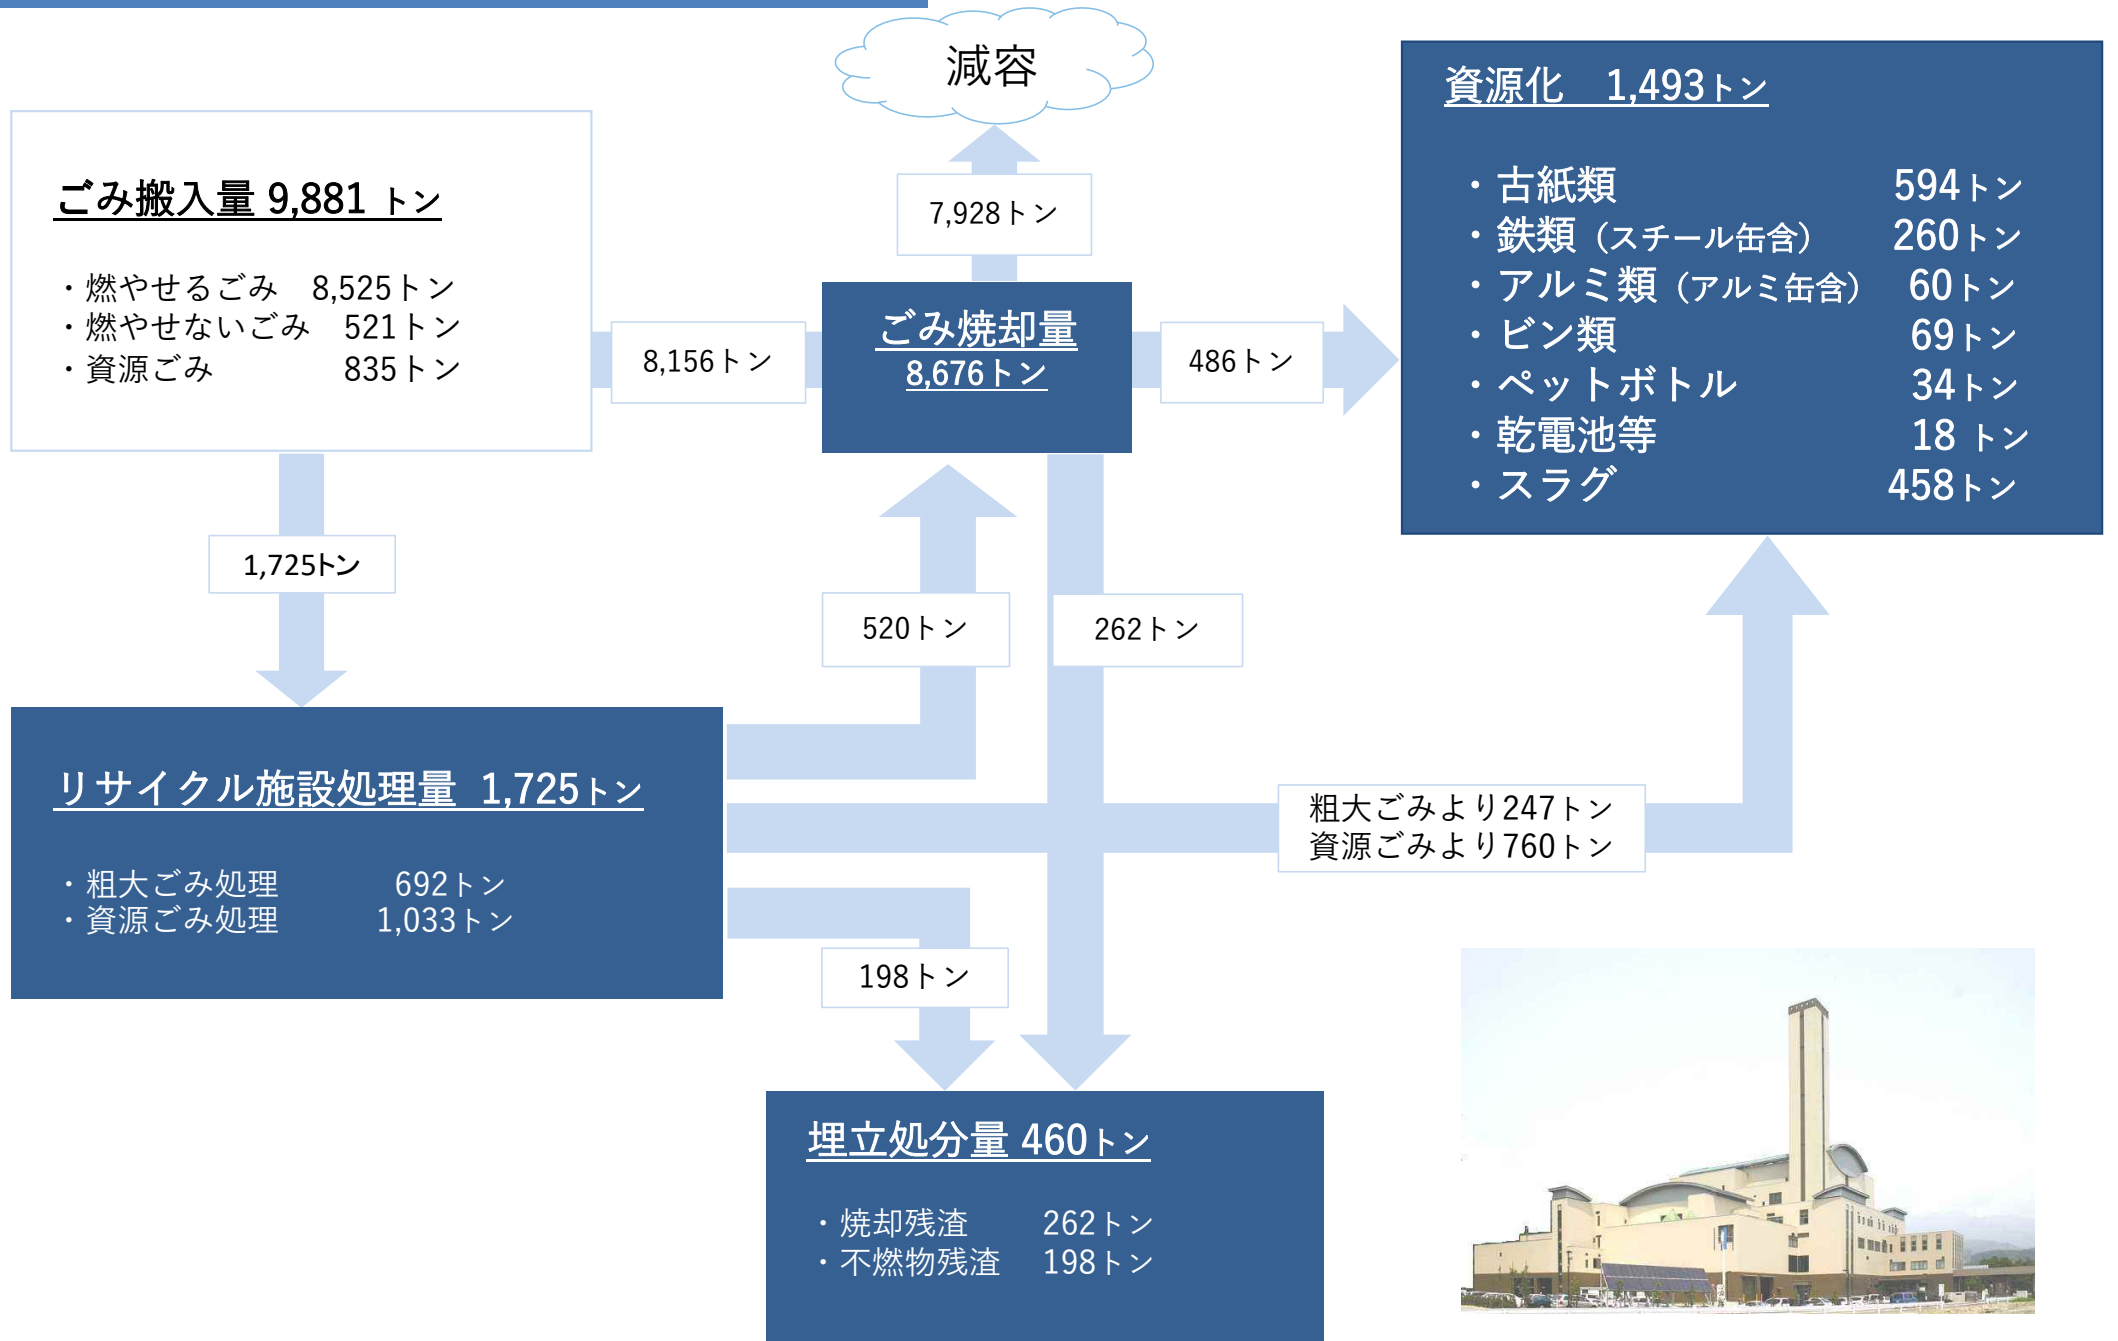 減容
7,928トン
ごみ搬入量 9,881 トン
・燃やせるごみ 8,525トン
・燃やせないごみ 521トン
・資源ごみ 835トン
8,156トン
ごみ焼却量
8,676トン
486トン
資源化 1,493トン
・古紙類 594トン
・鉄類（スチール缶含） 260トン
・アルミ類（アルミ缶含） 60トン
・ビン類 69トン
・ペットボトル 34トン
・乾電池等 18 トン
・スラグ 458トン
1,725トン
520トン
262トン
リサイクル施設処理量 1,725トン
・粗大ごみ処理 692トン
・資源ごみ処理 1,033トン
粗大ごみより247トン
資源ごみより760トン
198トン
埋立処分量 460トン
・焼却残渣 262トン
・不燃物残渣 198トン